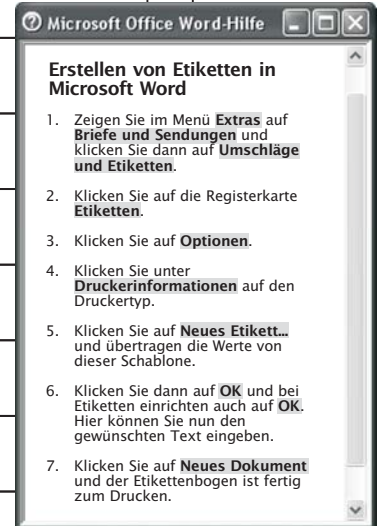 Microsoft Office Word-Hilfe
Erstellen von Etiketten in
Microsoft Word
1. Zeigen Sie im Menü Extras auf
Briefe und Sendungen und
klicken Sie dann auf Umschläge
und Etiketten.
2. Klicken Sie auf die Registerkarte
Etiketten.
3. Klicken Sie auf Optionen.
4. Klicken Sie unter
Druckerinformationen auf den
Druckertyp.
5. Klicken Sie auf Neues Etikett...
und übertragen die Werte von
dieser Schablone.
6. Klicken Sie dann auf OK und bei
Etiketten einrichten auch auf OK.
Hier können Sie nun den
gewünschten Text eingeben.
7. Klicken Sie auf Neues Dokument
und der Etikettenbogen ist fertig
zum Drucken.